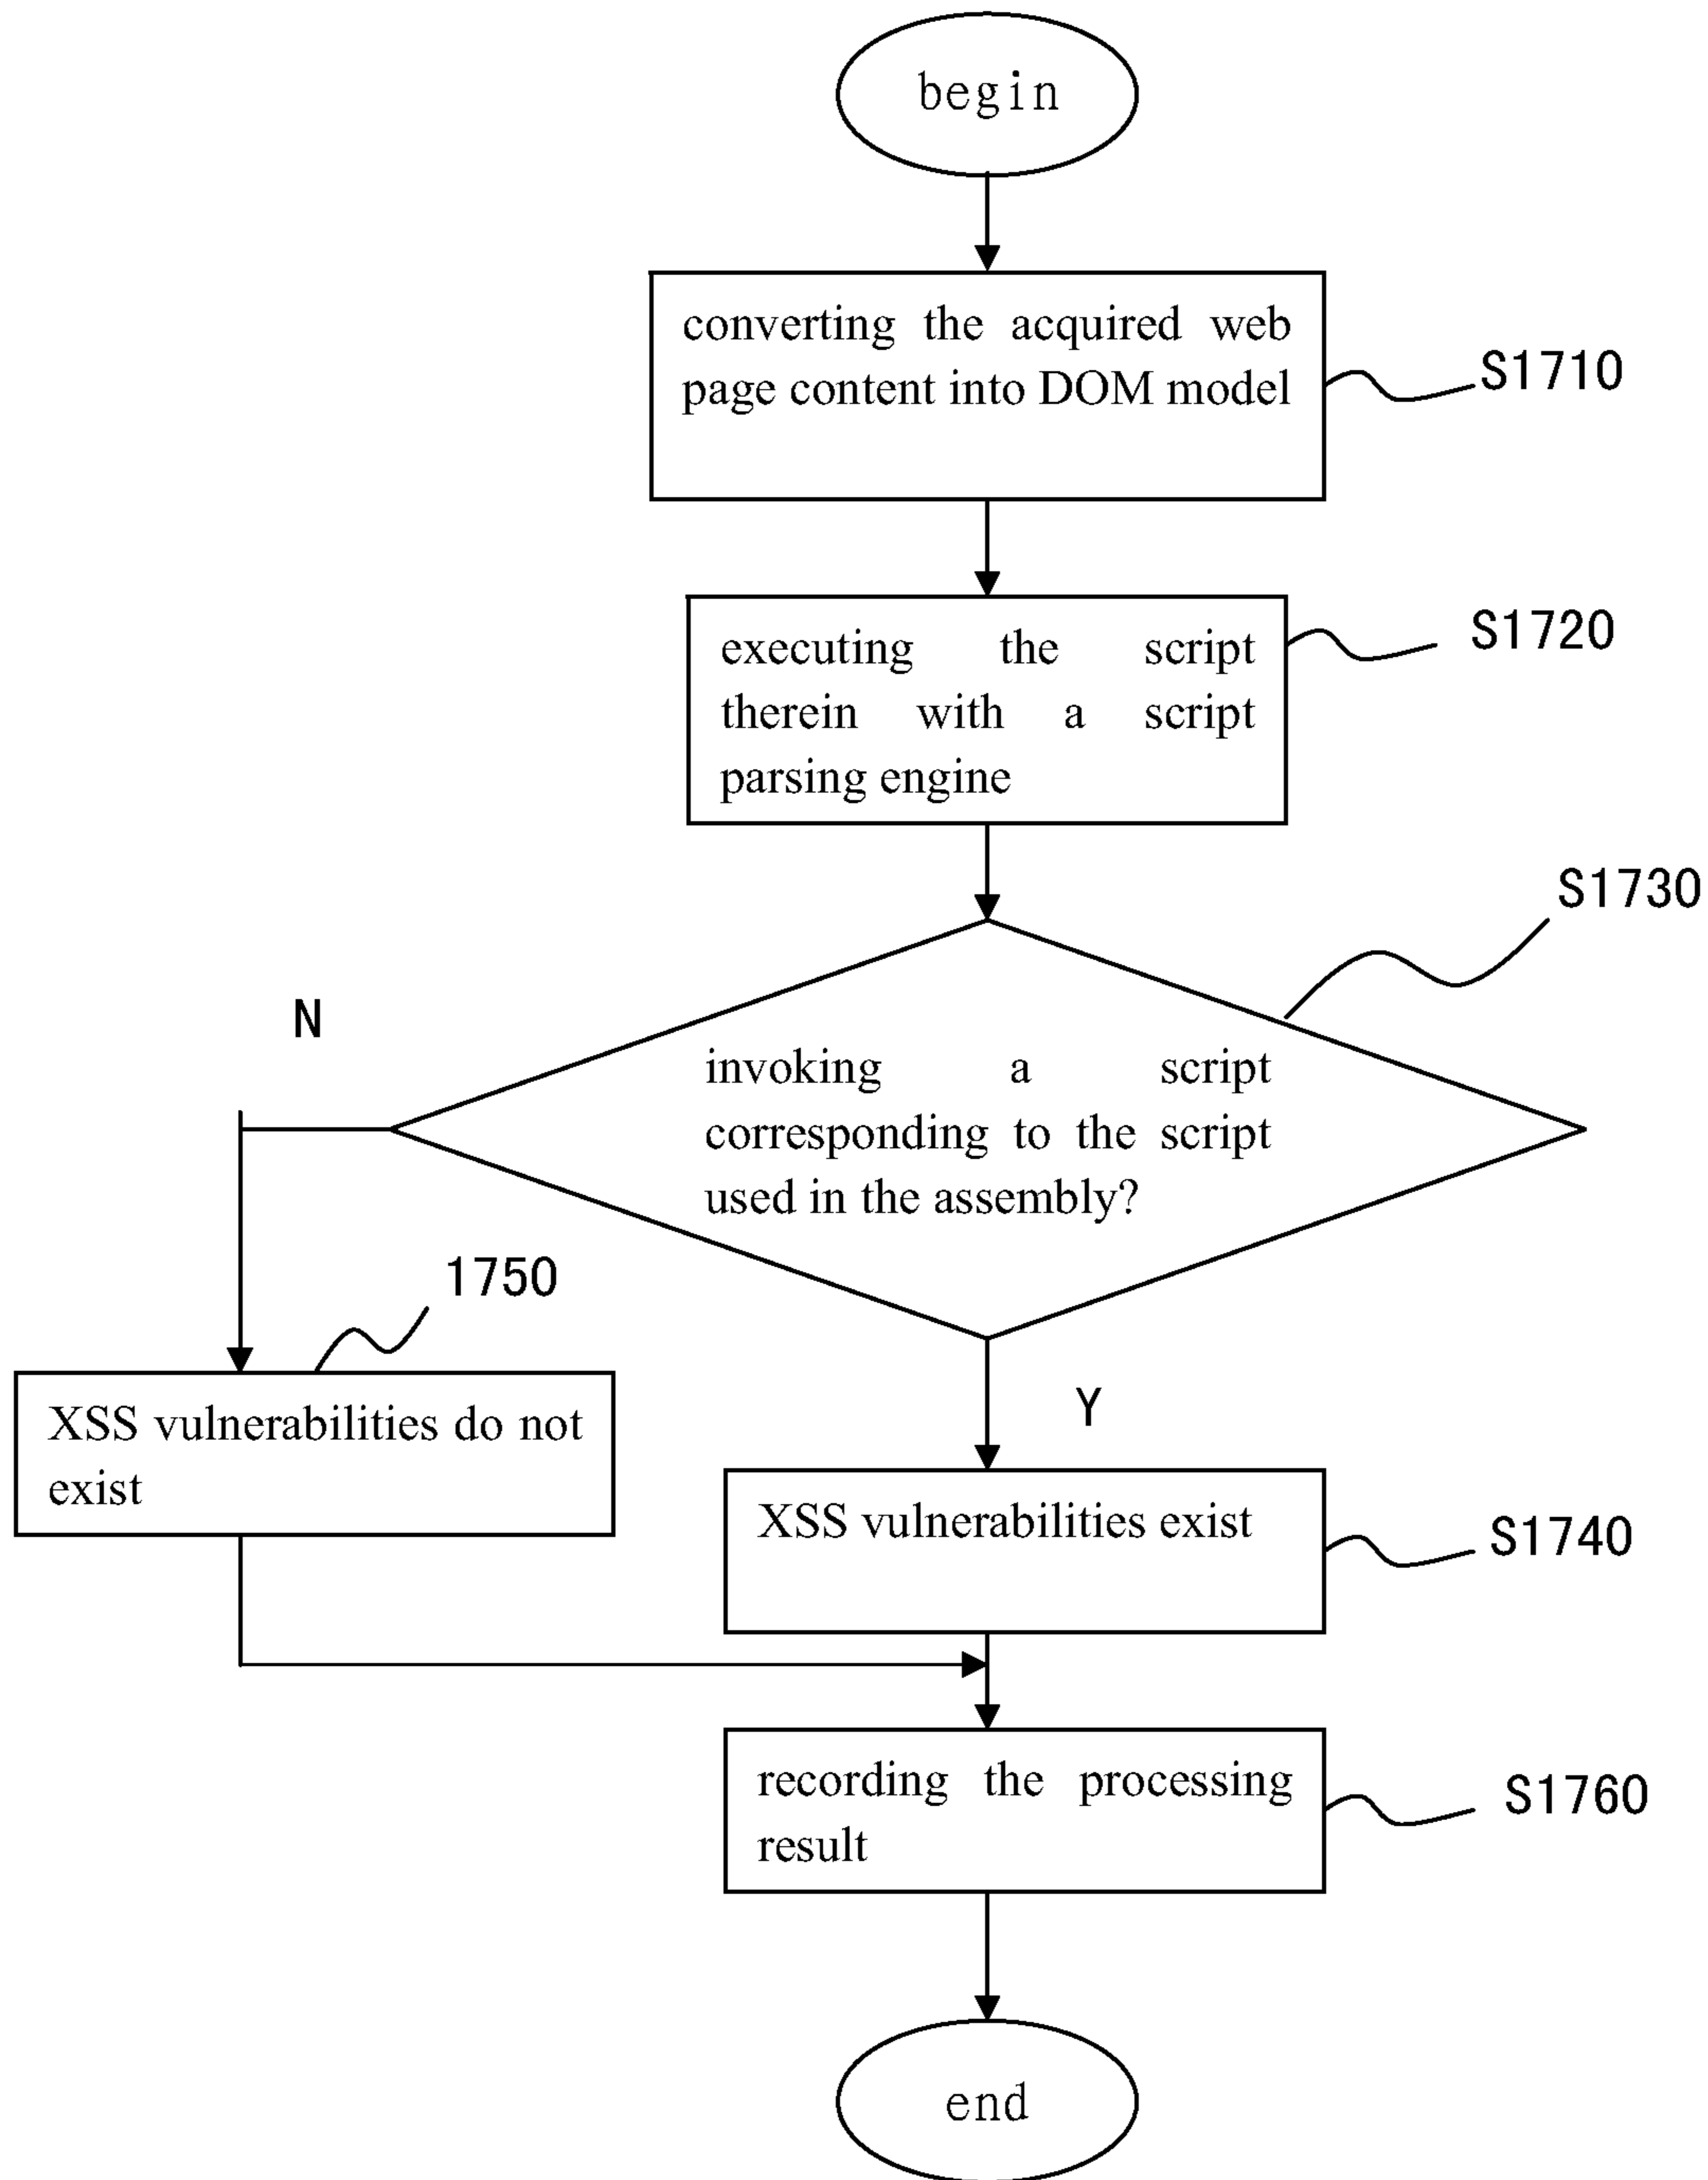 begin
converting the acquired web
page content into DOM model
S1710
executing the script
therein with a script
parsing engine
S1720
S1730
N
invoking a script
corresponding to the script
used in the assembly?
1750
XSS vulnerabilities do not
exist
Y
XSS vulnerabilities exist
S1740
recording the processing
result
S1760
end